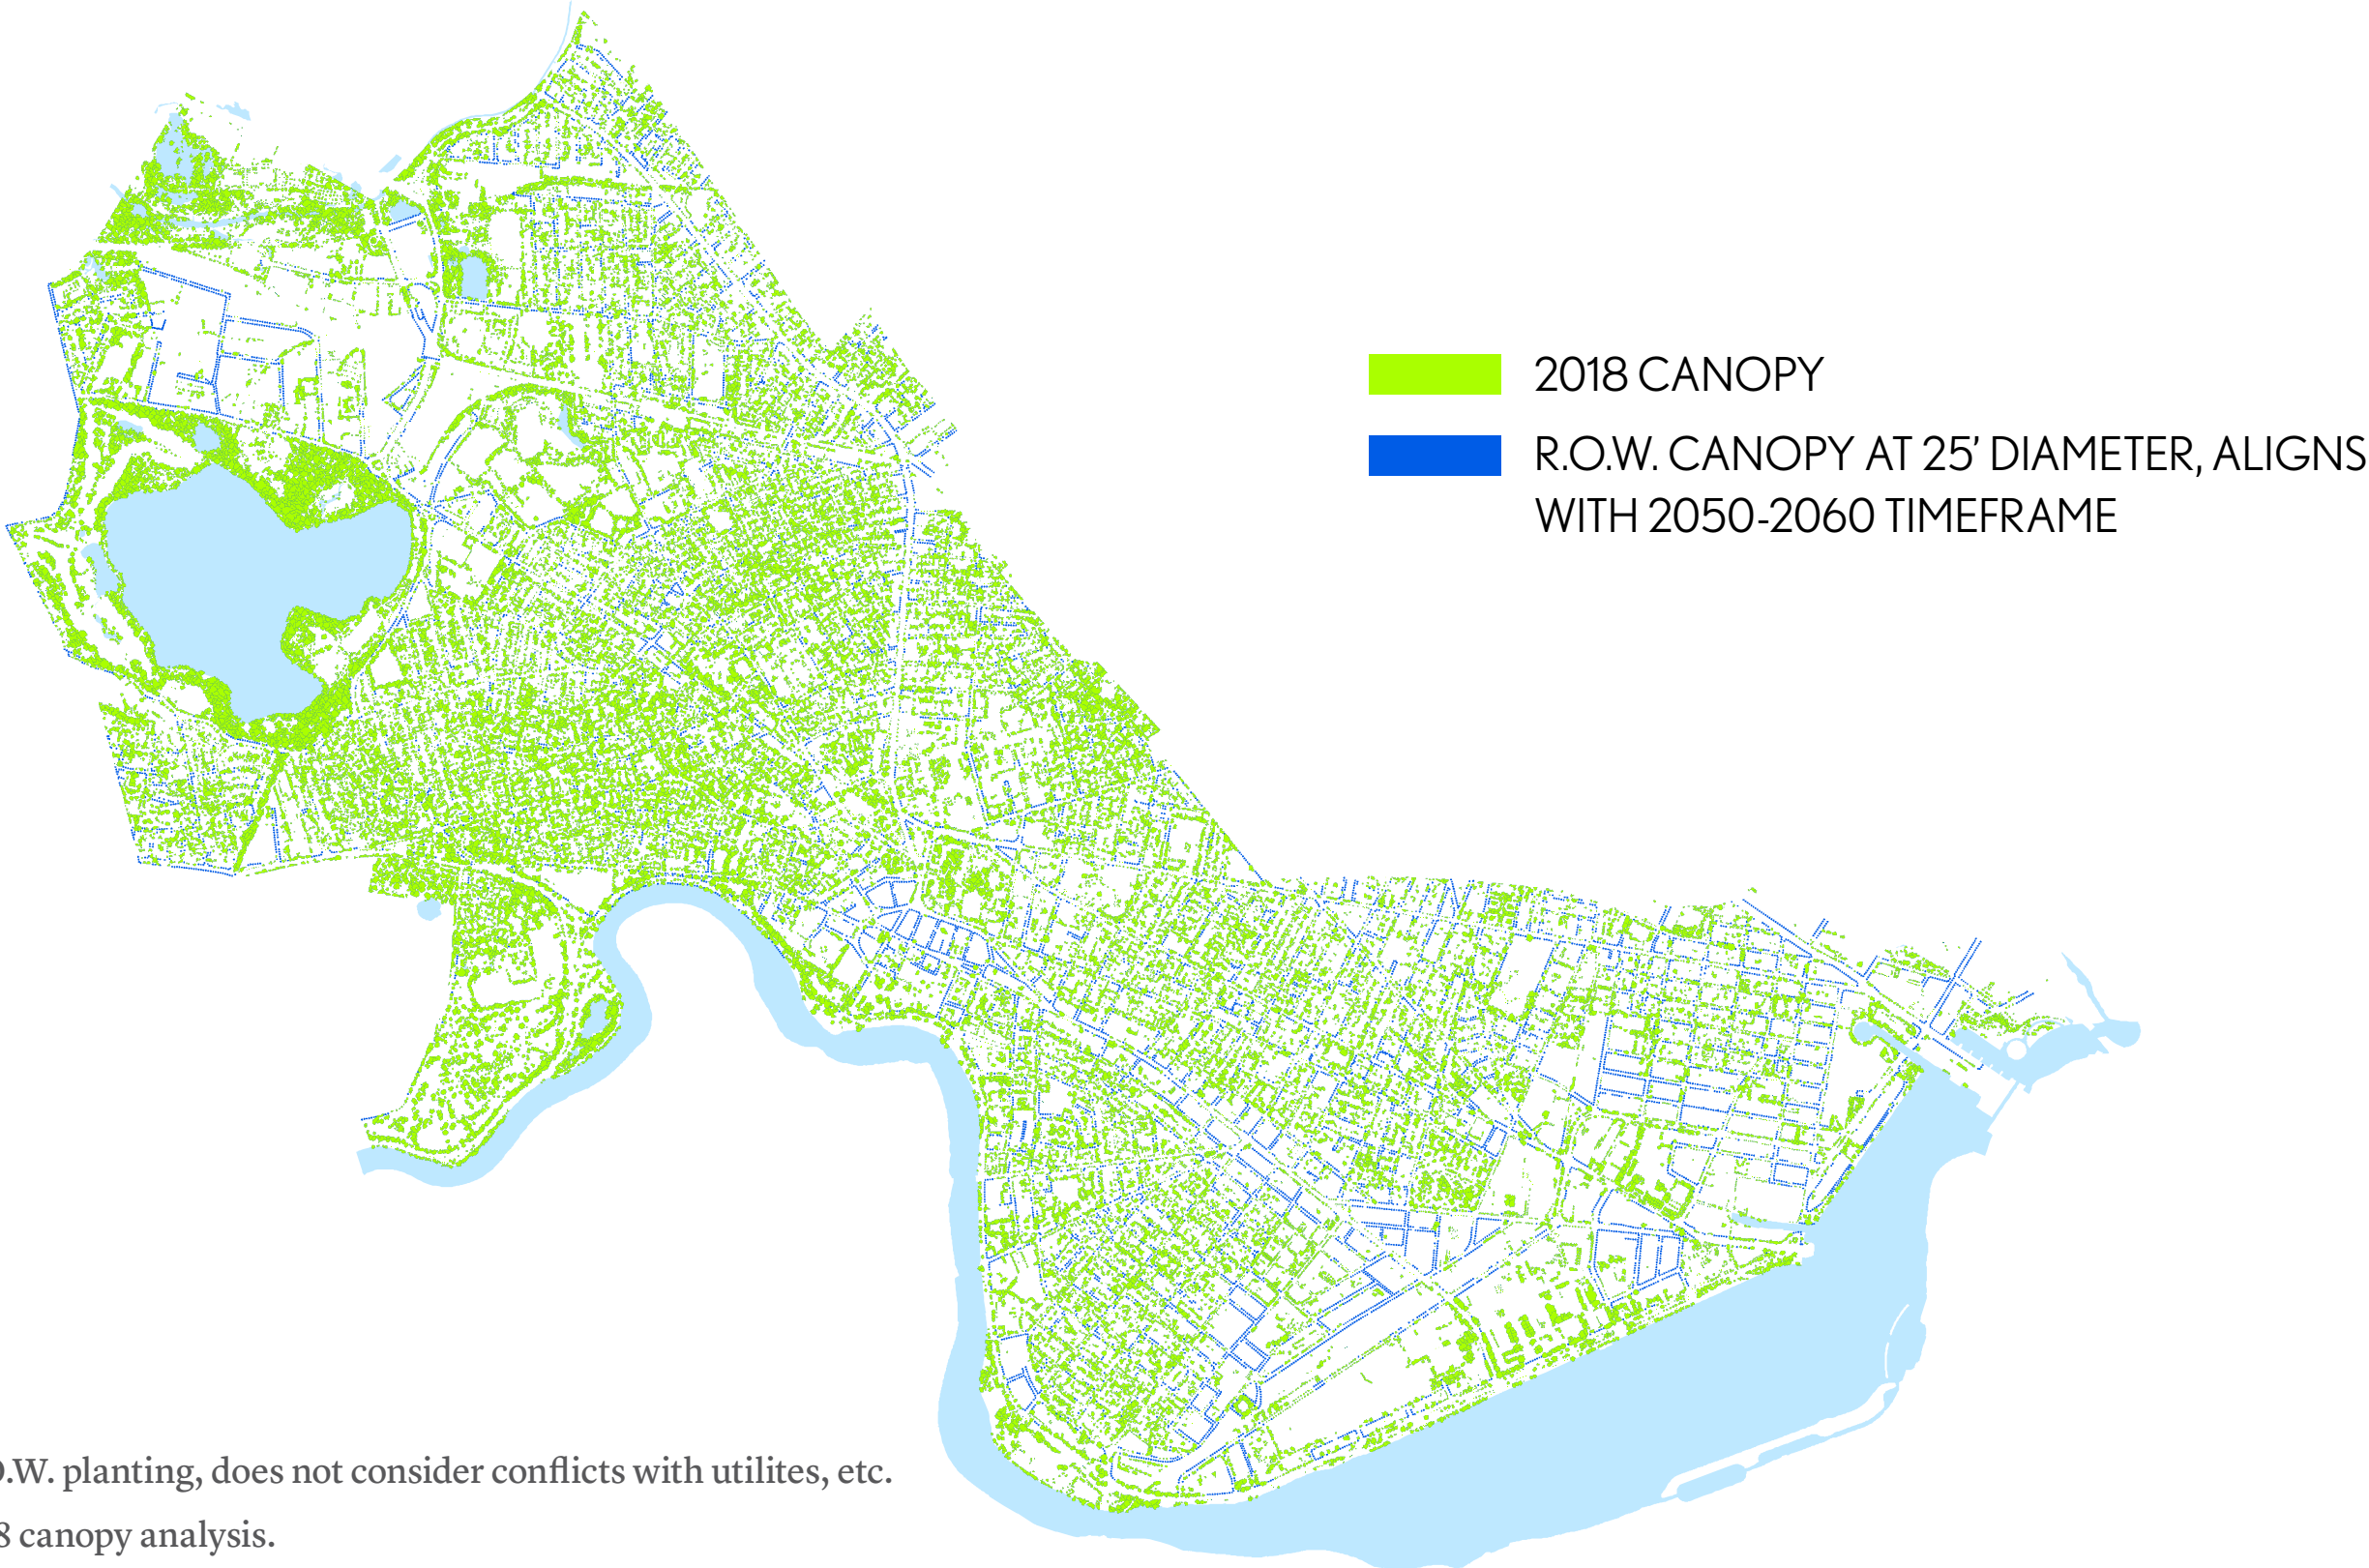 2018 CANOPY
R.O.W. CANOPY AT 25’ DIAMETER, ALIGNS
WITH 2050-2060 TIMEFRAME
.W. planting, does not consider conflicts with utilites, etc.
8 canopy analysis.